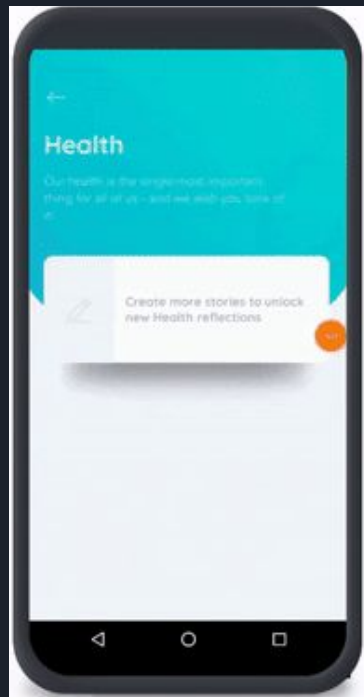 Health
Our health is the single most important
thing for all of us - and we wish you took of
it
Create more stories to unlock
new Health reflections